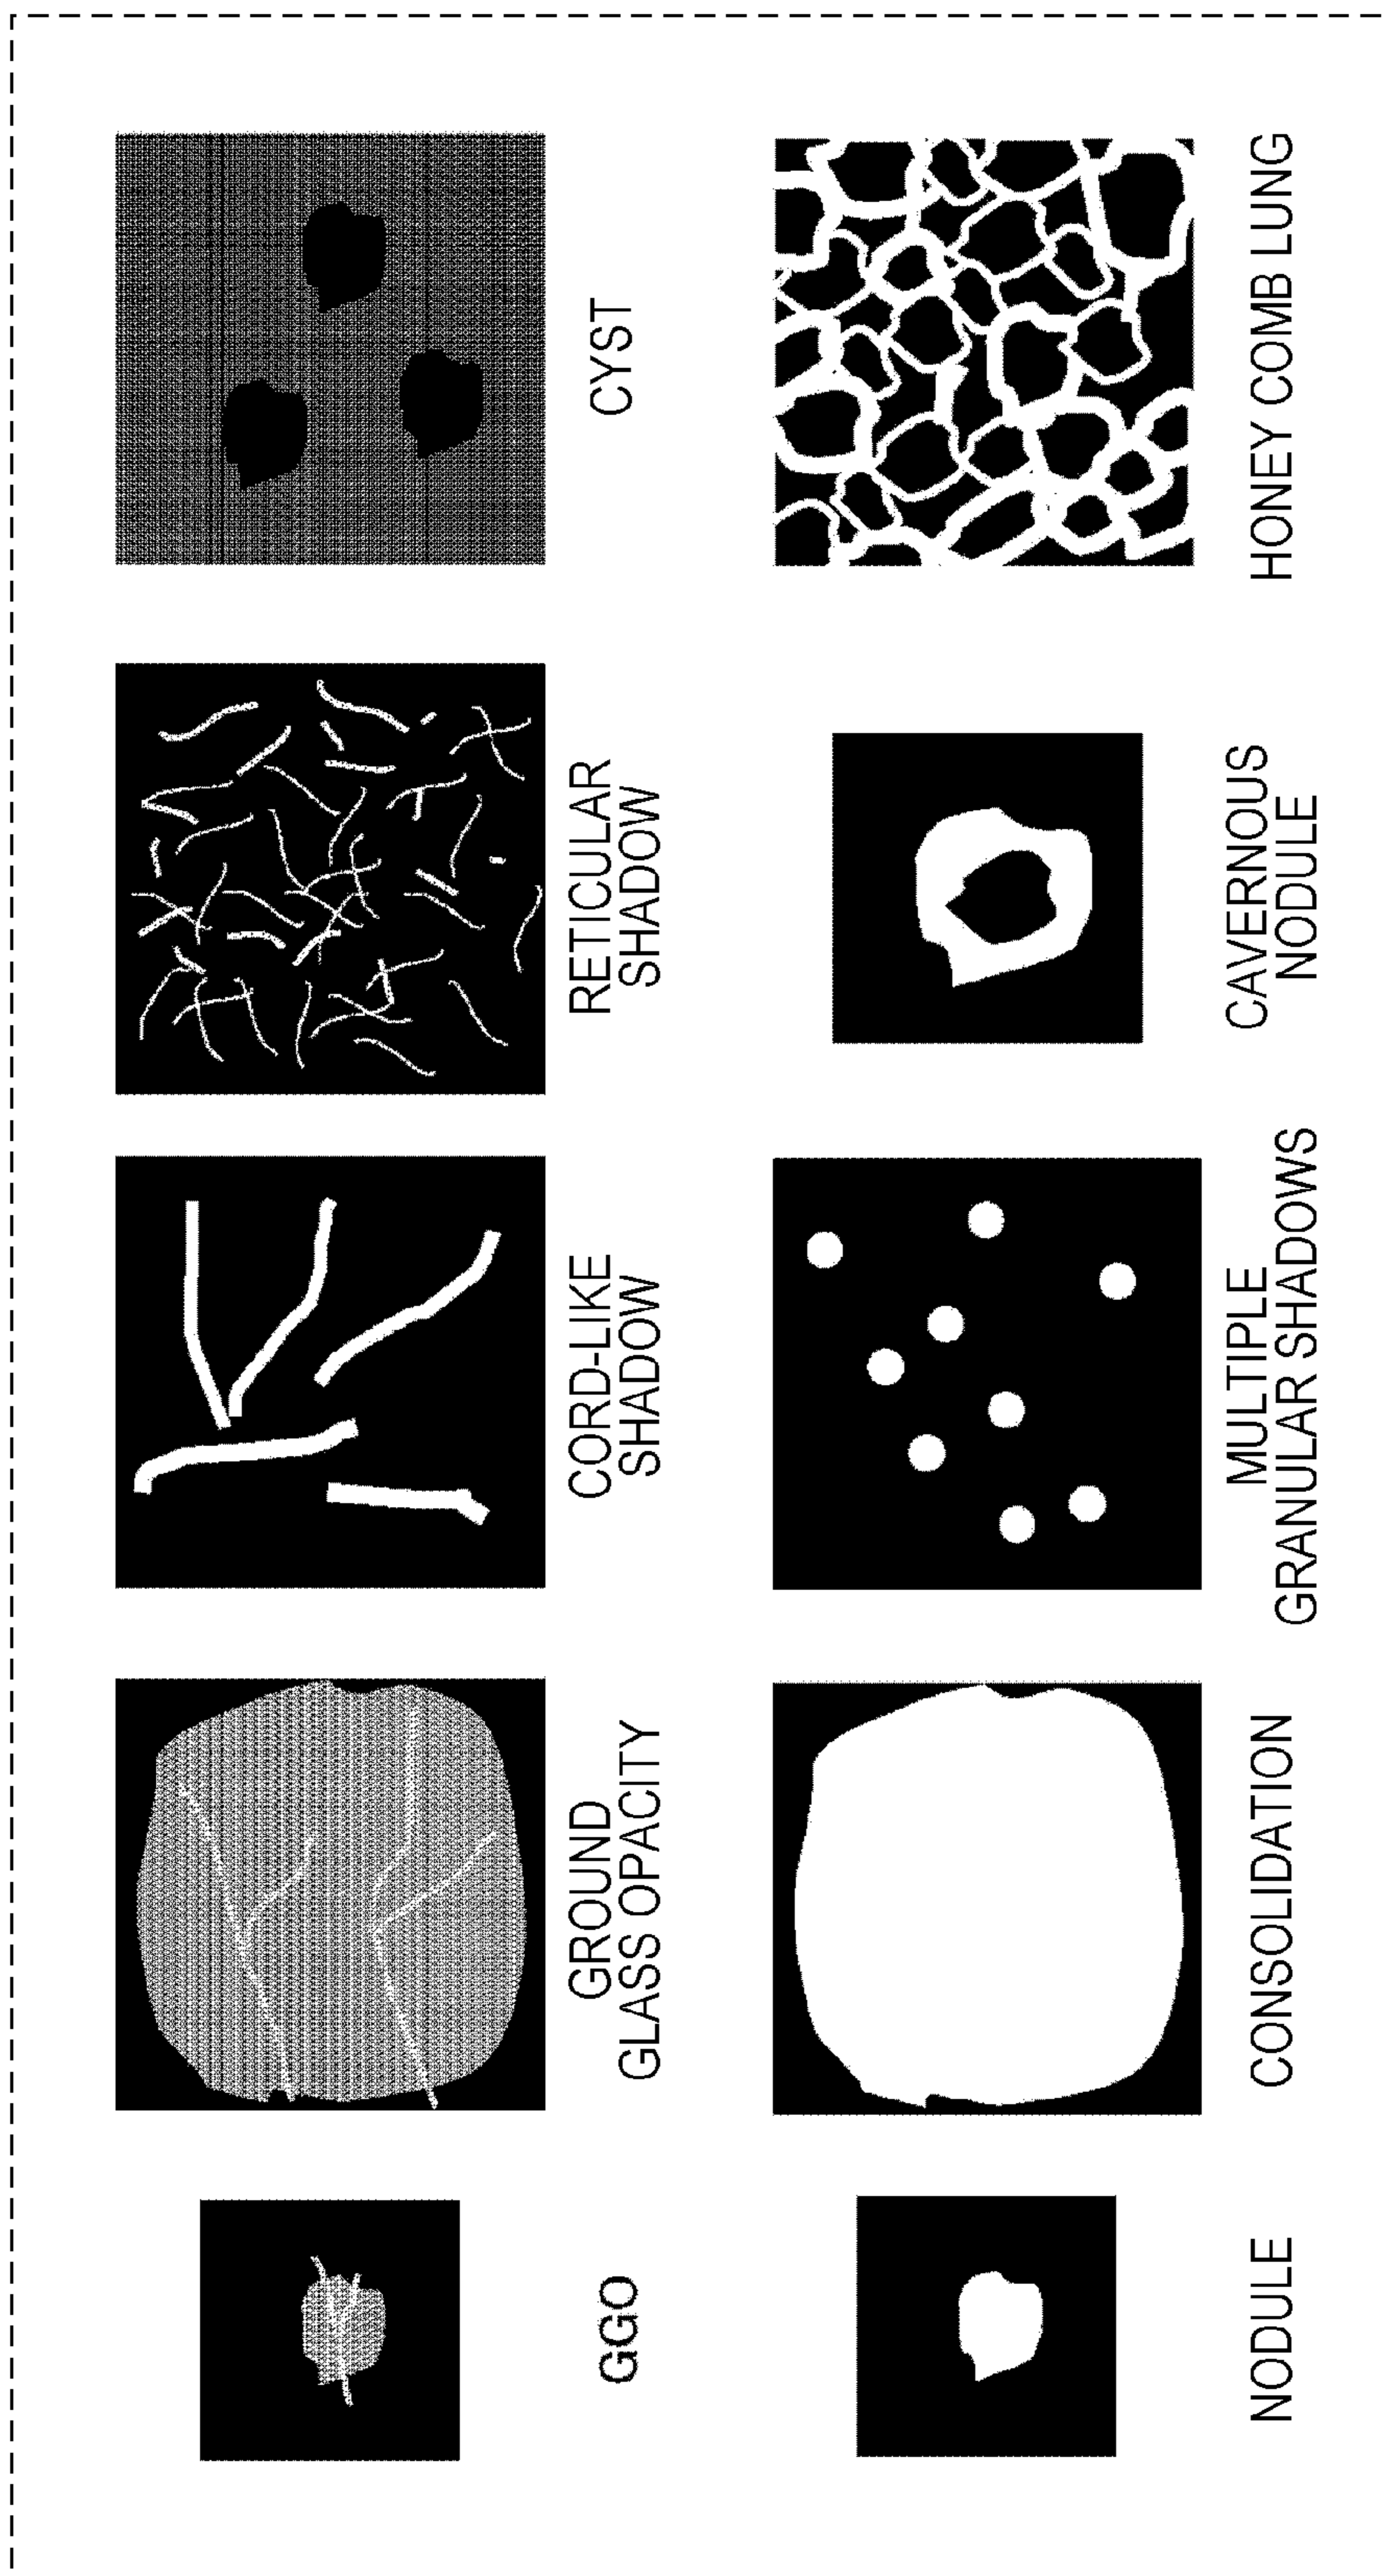 GGO
GROUND
GLASS OPACITY
CORD-LIKE
SHADOW
RETICULAR
SHADOW
CYST
NODULE
CONSOLIDATION
MULTIPLE
GRANULAR SHADOWS
CAVERNOUS
NODULE
HONEY COMB LUNG